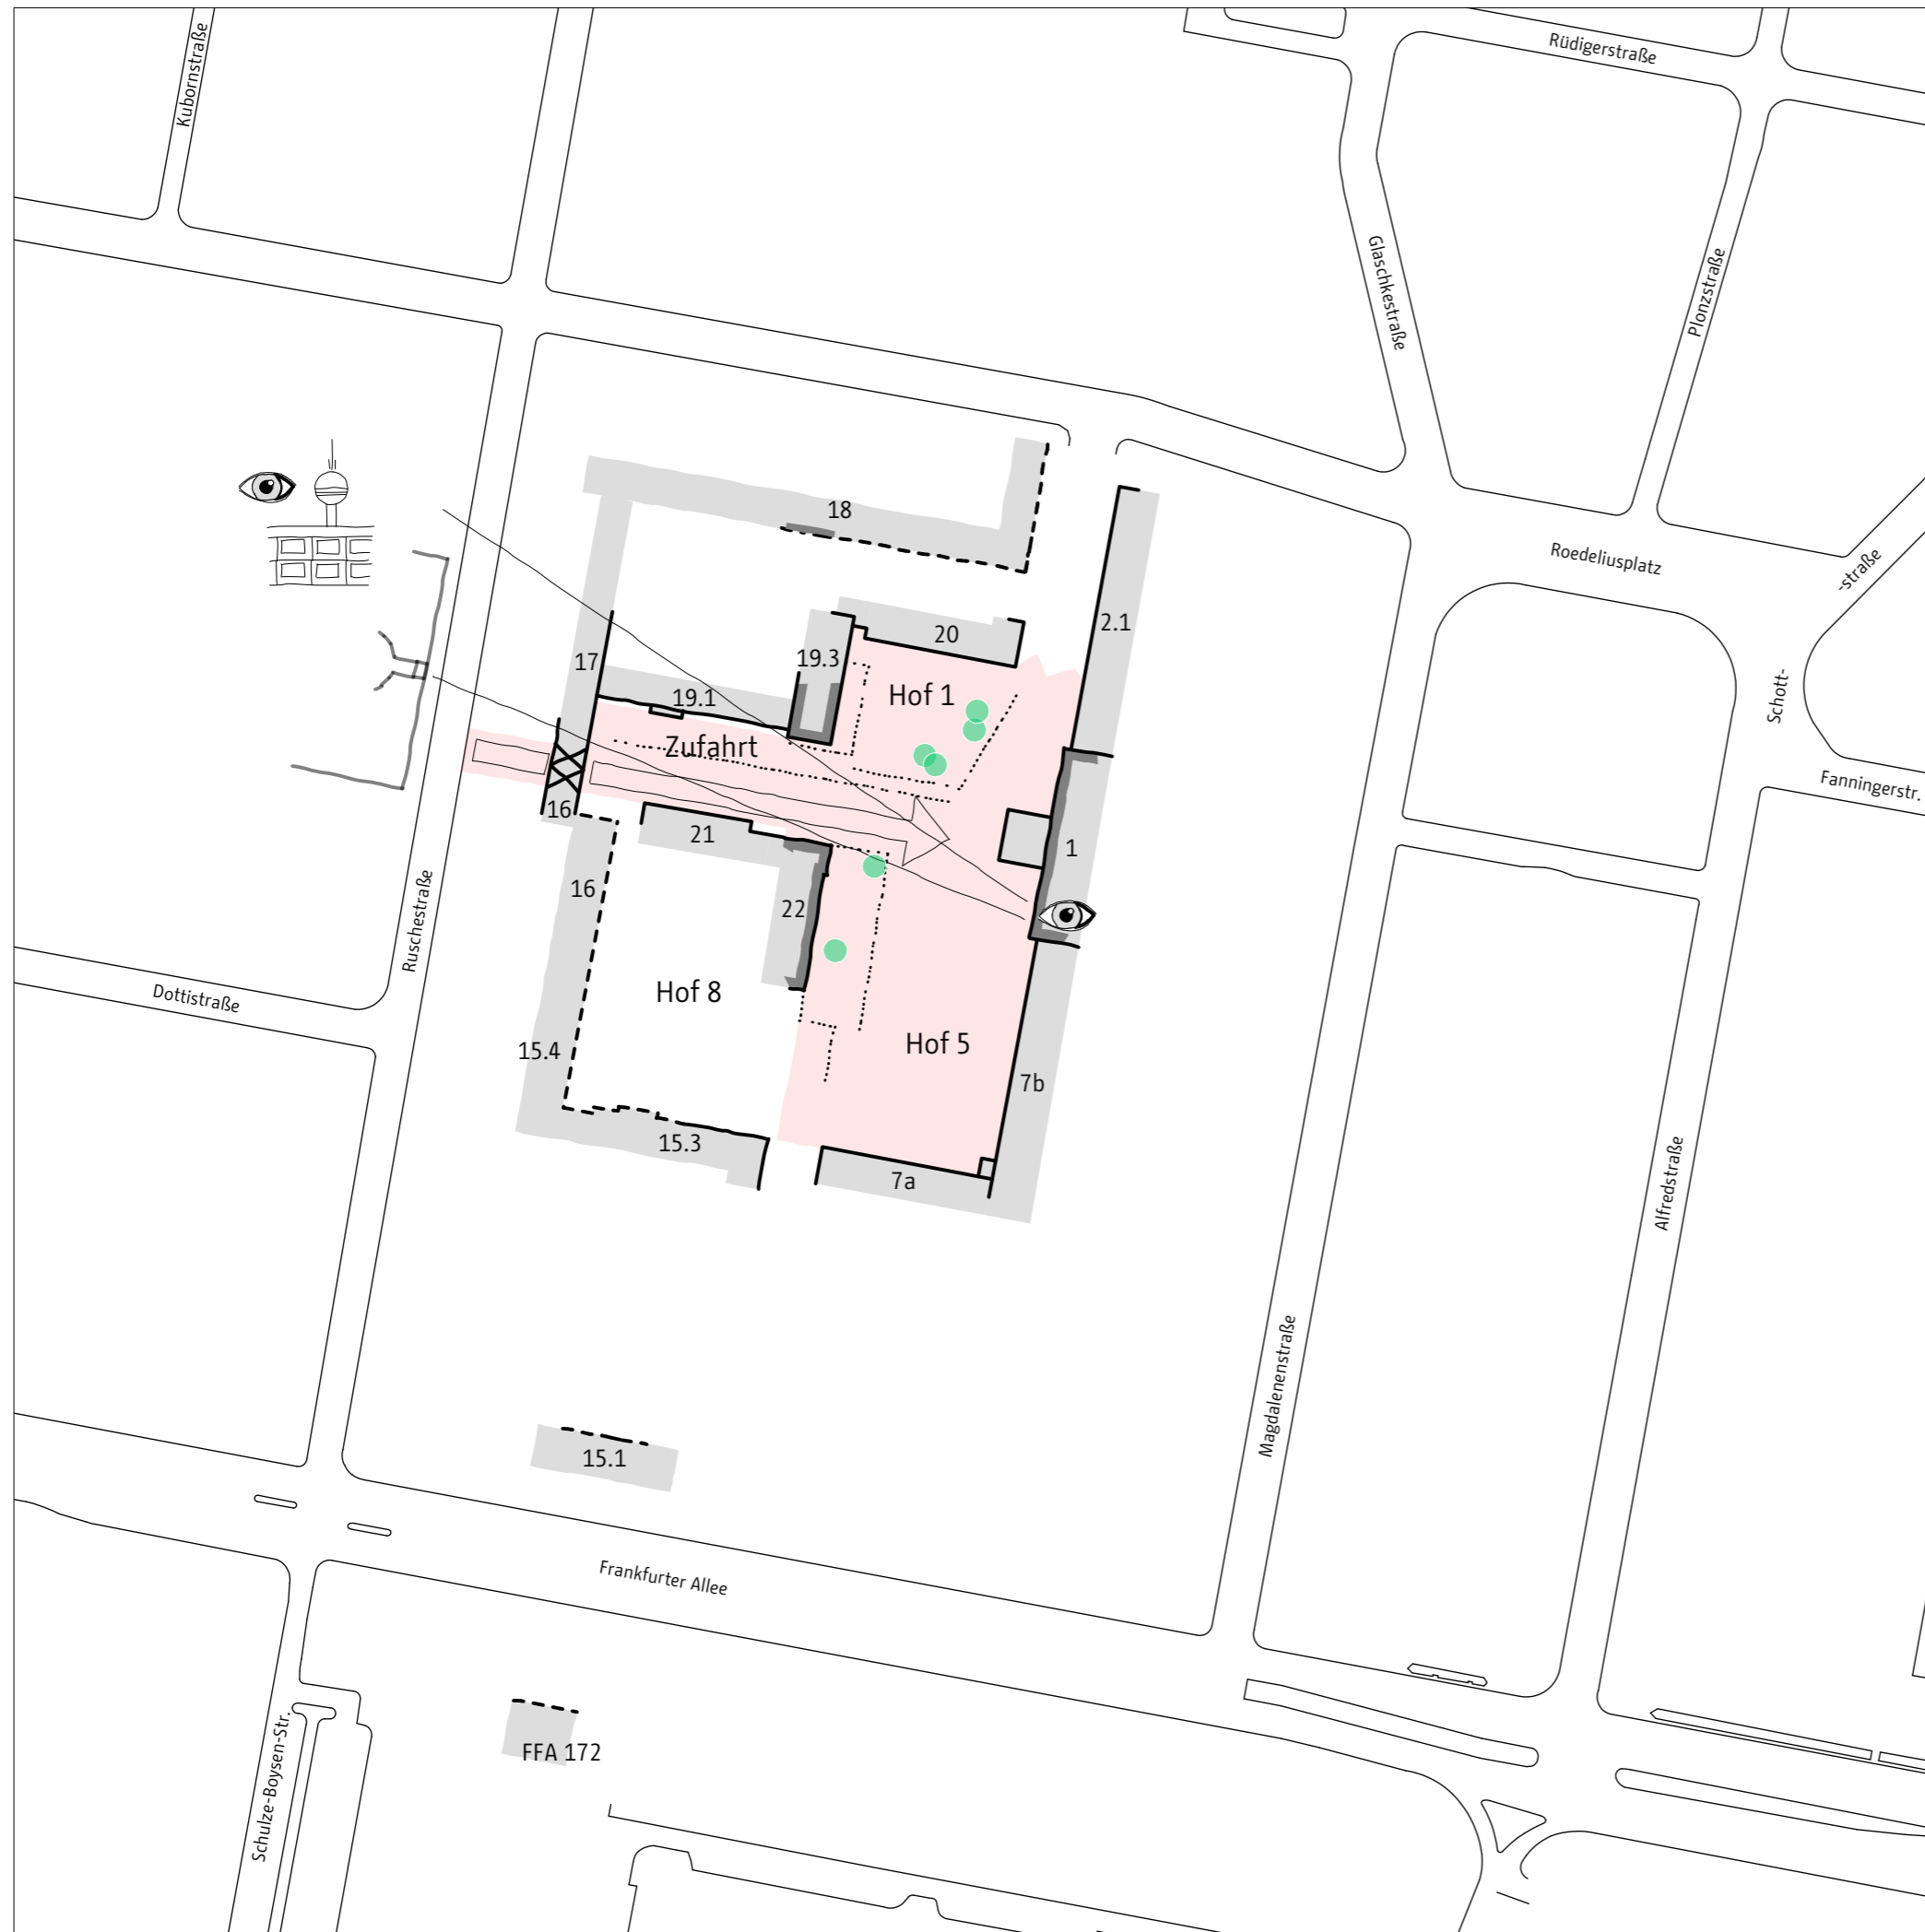 Kubornstraße
Rüdigerstraße
Glaschkestraße
Plonzstraße
Roedeliusplatz
-straße
Schott-
Fanningerstr.
18
2.1
20
19.3
17
Hof 1
19.1
Zufahrt
16
21
1
16
22
Ruschestraße
Hof 8
Dottistraße
Hof 5
15.4
7b
15.3
7a
Alfredstraße
Magdalenenstraße
15.1
Frankfurter Allee
FFA 172
Schulze-Boysen-Str.